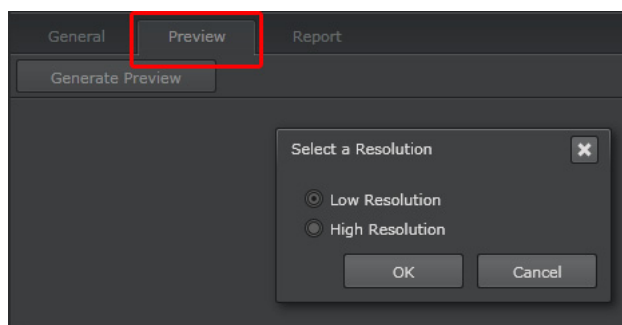 General Preview Report
Generate Preview
Select a Resolution
Low Resolution
High Resolution
OK Cancel